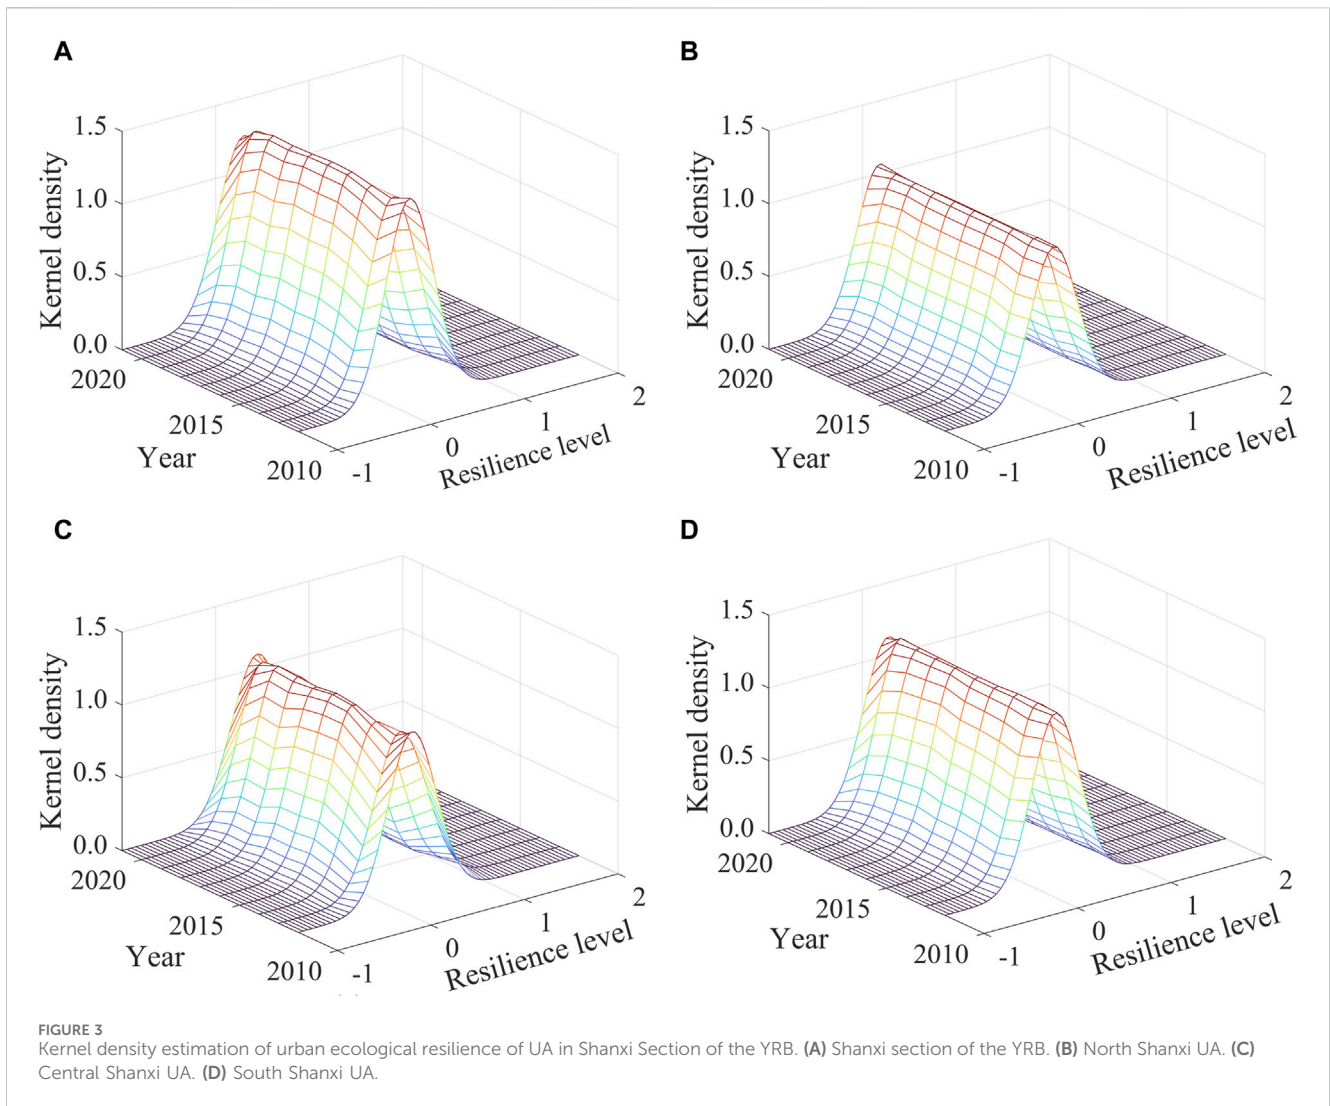 A
1.5
1.0
0.5
0.0
Kernel density
2020
2015
2010
Year
-1
0
1
2
Resilience level
B
1.5
1.0
0.5
0.0
Kernel density
2020
2015
2010
Year
-1
0
1
2
Resilience level
C
1.5
1.0
0.5
0.0
Kernel density
2020
2015
2010
Year
-1
0
1
2
Resilience level
D
1.5
1.0
0.5
0.0
Kernel density
2020
2015
2010
Year
-1
0
1
2
Resilience level
FIGURE 3
Kernel density estimation of urban ecological resilience of UA in Shanxi Section of the YRB. (A) Shanxi section of the YRB. (B) North Shanxi UA. (C)
Central Shanxi UA. (D) South Shanxi UA.